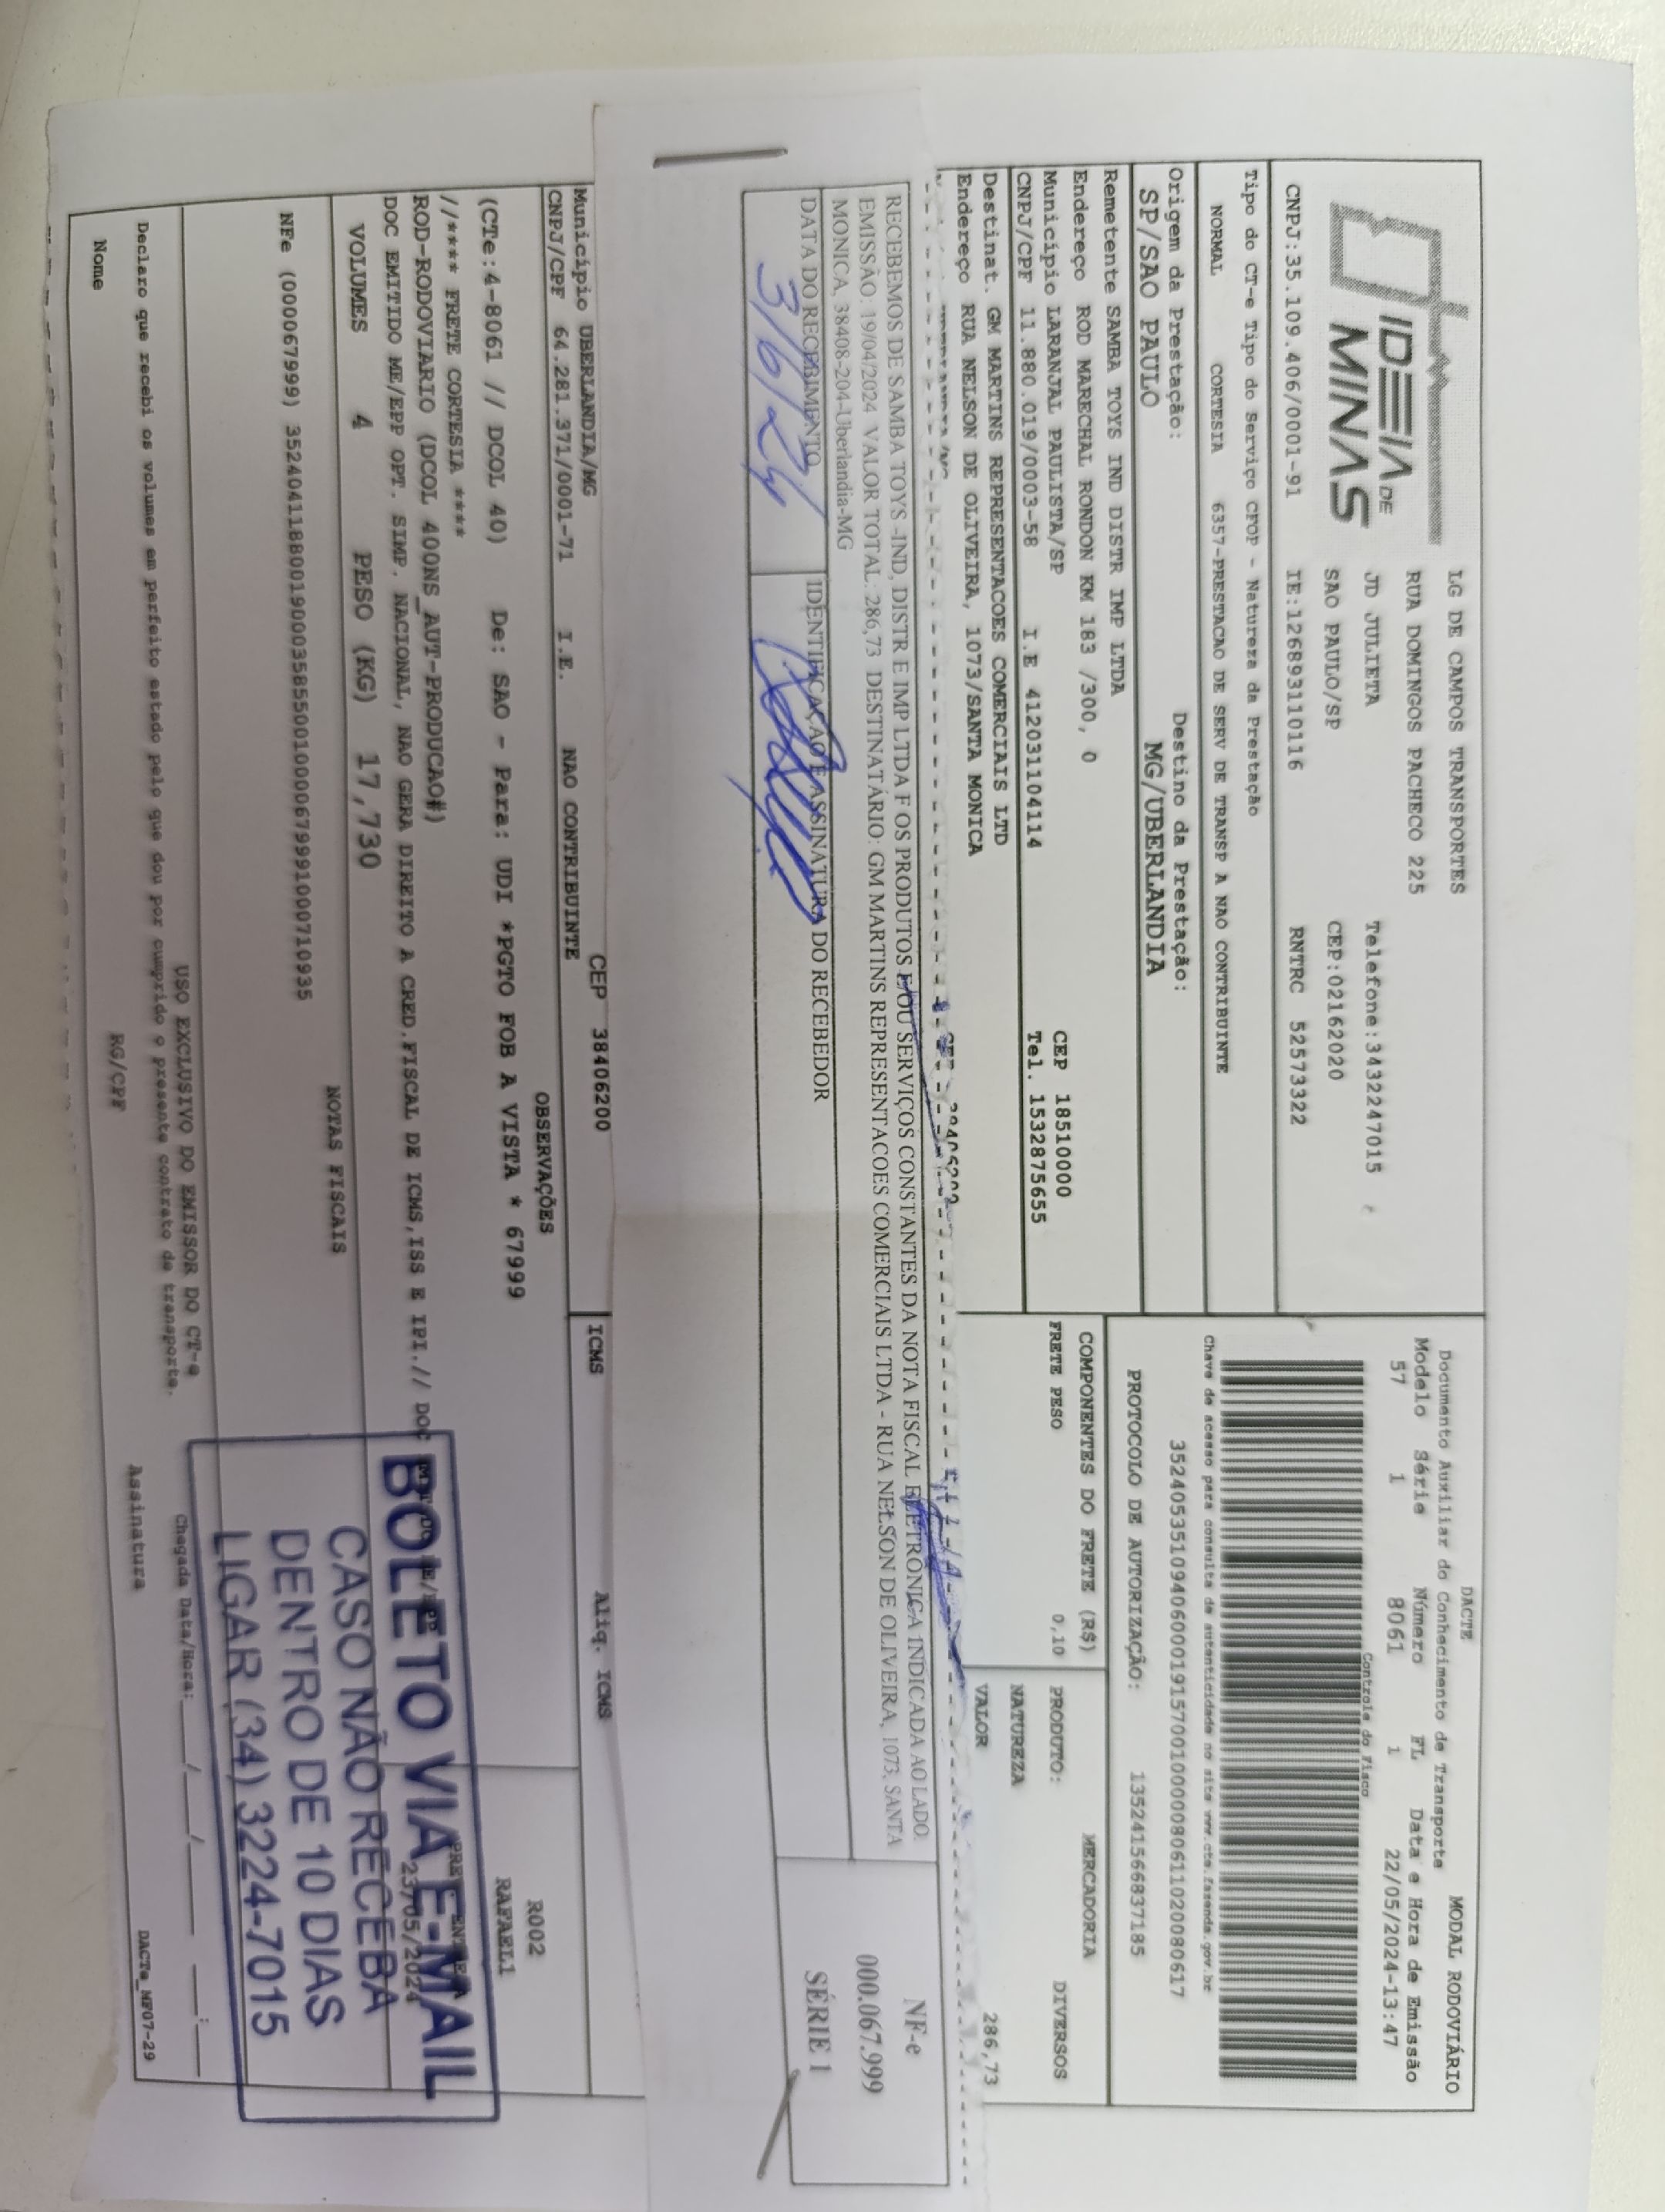 IDEIA DE
MINAS
LG DE CAMPOS TRANSPORTES
RUA DOMINGOS PACHECO 225
JD JULIETA Telefone:3432247015
SAO PAULO/SP CEP:02162020
CNPJ:35.109.406/0001-91 IE:126893110116 RNTRC 52573322
DACTE MODAL RODOVIÁRIO
Documento Auxiliar do Conhecimento de Transporte
Modelo Série Número FL Data e Hora de Emissão
57 1 8061 1 22/05/2024-13:47
Controle do Fisco
Chave de acesso para consulta de autenticidade no site www.cte.fazenda.gov.br
35240535109406000191570010000080611020080617
PROTOCOLO DE AUTORIZAÇÃO: 135241566837185
Tipo do CT-e Tipo do Serviço CFOP - Natureza da Prestação
NORMAL CORTESIA 6357-PRESTACAO DE SERV DE TRANSP A NAO CONTRIBUINTE
Origem da Prestação: Destino da Prestação:
SP/SAO PAULO MG/UBERLANDIA
Remetente SAMBA TOYS IND DISTR IMP LTDA
Endereço ROD MARECHAL RONDON KM 183 /300, 0
Município LARANJAL PAULISTA/SP CEP 18510000
CNPJ/CPF 11.880.019/0003-58 I.E 412031104114 Tel. 1532875655
Destinat. GM MARTINS REPRESENTACOES COMERCIAIS LTD
Endereço RUA NELSON DE OLIVEIRA, 1073/SANTA MONICA
COMPONENTES DO FRETE (R$)
FRETE PESO 0,10
PRODUTO: MERCADORIA DIVERSOS
NATUREZA
VALOR 286,73
RECEBEMOS DE SAMBA TOYS -IND, DISTR E IMP LTDA F OS PRODUTOS E/OU SERVIÇOS CONSTANTES DA NOTA FISCAL ELETRÔNICA INDICADA AO LADO.
EMISSÃO: 19/04/2024 VALOR TOTAL: 286,73 DESTINATÁRIO: GM MARTINS REPRESENTACOES COMERCIAIS LTDA - RUA NELSON DE OLIVEIRA, 1073, SANTA
MONICA, 38408-204-Uberlandia-MG
DATA DO RECEBIMENTO IDENTIFICAÇÃO E ASSINATURA DO RECEBEDOR
3/6/24
NF-e
000.067.999
SÉRIE 1
Município UBERLANDIA/MG CEP 38406200 ICMS Aliq. ICMS
CNPJ/CPF 64.281.371/0001-71 I.E. NAO CONTRIBUINTE
OBSERVAÇÕES
(CTe:4-8061 // DCOL 40) De: SAO - Para: UDI *PGTO FOB A VISTA * 67999
//**** FRETE CORTESIA ****
ROD-RODOVIARIO (DCOL 400NS_AUT-PRODUCAO#)
DOC EMITIDO ME/EPP OPT. SIMP. NACIONAL, NAO GERA DIREITO A CRED.FISCAL DE ICMS,ISS E IPI.// DOC
R002
RAFAEL1
23/05/2024
VOLUMES 4 PESO (KG) 17,730
NOTAS FISCAIS
NFe (000067999) 35240411880019000358550010000679991000710935
BOLETO VIA E-MAIL
CASO NÃO RECEBA
DENTRO DE 10 DIAS
LIGAR (34) 3224-7015
USO EXCLUSIVO DO EMISSOR DO CT-e
Declaro que recebi os volumes em perfeito estado pelo que dou por cumprido o presente contrato de transporte.
Chegada Data/Hora:___/___/____ ___:___
Nome RG/CPF Assinatura
DACTe_MF07-29